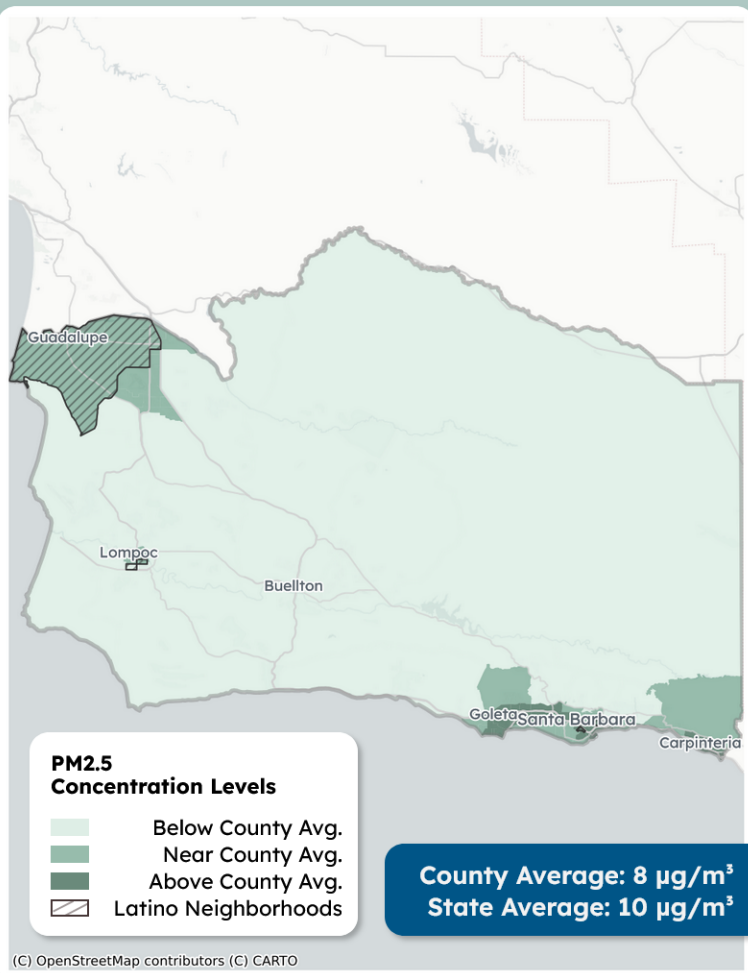 Guadalupe
Lompoc
Buellton
Goleta
Santa Barbara
Carpinteria
PM2.5
Concentration Levels
Below County Avg.
Near County Avg.
Above County Avg.
Latino Neighborhoods
County Average: 8 µg/m³
State Average: 10 µg/m³
(C) OpenStreetMap contributors (C) CARTO